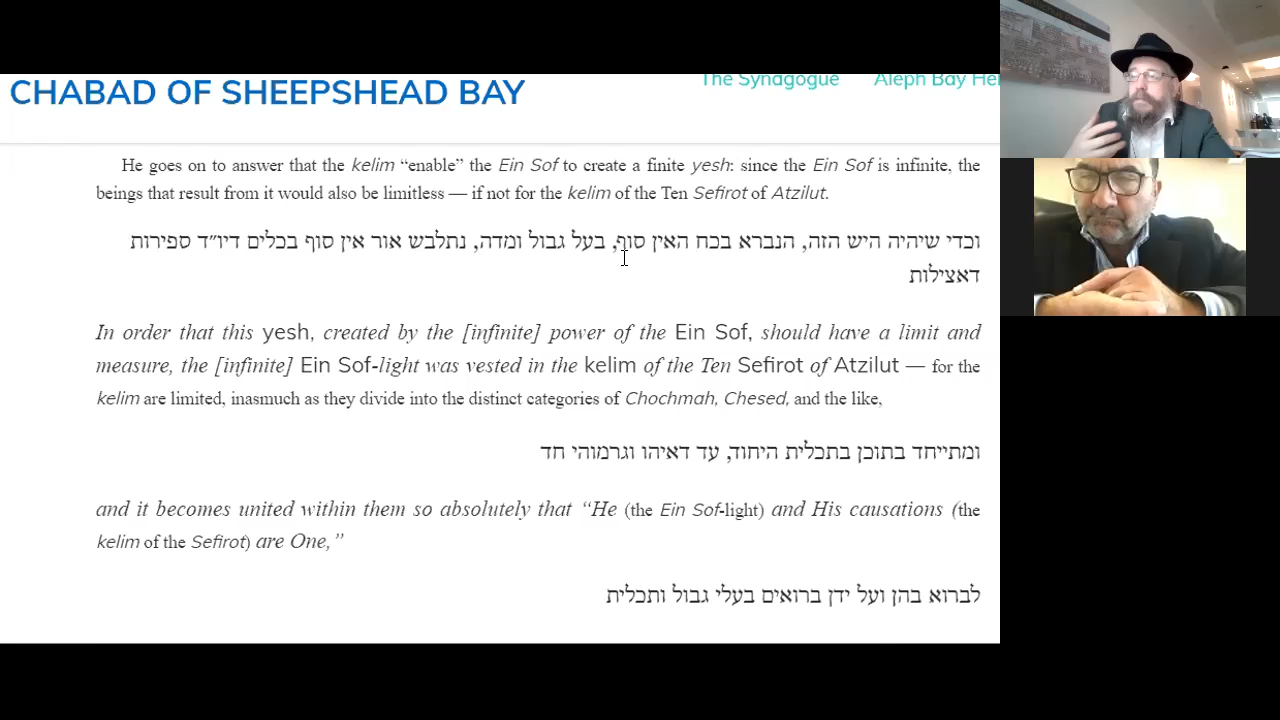 CHABAD OF SHEEPSHEAD BAY
The Synagogue
Aleph Bay
He goes on to answer that the kelim “enable” the Ein Sof to create a finite yesh: since the Ein Sof is infinite, the
beings that result from it would also be limitless — if not for the kelim of the Ten Sefirot of Atzilut.
וכדי שיהיה היש הזה, הנברא בכח האין סוף, בעל גבול ומדה, נתלבש אור אין סוף בכלים דיו״ד ספירות
דאצילות
In order that this yesh, created by the [infinite] power of the Ein Sof, should have a limit and
measure, the [infinite] Ein Sof-light was vested in the kelim of the Ten Sefirot of Atzilut — for the
kelim are limited, inasmuch as they divide into the distinct categories of Chochmah, Chesed, and the like,
ומתייחד בתוכן בתכלית היחוד, עד דאיהו וגרמוהי חד
and it becomes united within them so absolutely that “He (the Ein Sof-light) and His causations (the
kelim of the Sefirot) are One,”
לברוא בהן ועל ידן ברואים בעלי גבול ותכלית